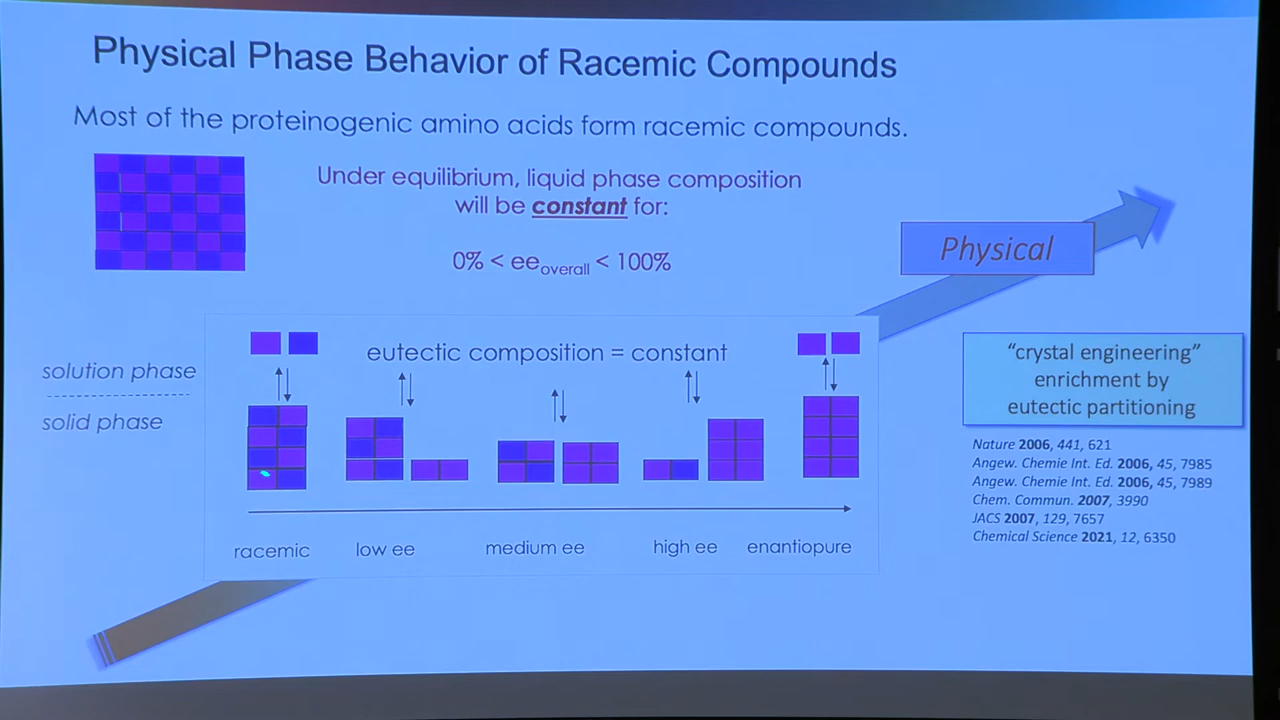 Physical Phase Behavior of Racemic Compounds
Most of the proteinogenic amino acids form racemic compounds.
Under equilibrium, liquid phase composition
will be constant for:
0% < ee overall < 100%
Physical
eutectic composition = constant
solution phase
solid phase
racemic
low ee
medium ee
high ee
enantiopure
"crystal engineering"
enrichment by
eutectic partitioning
Nature 2006, 441, 621
Angew. Chemie Int. Ed. 2006, 45, 7985
Angew. Chemie Int. Ed. 2006, 45, 7989
Chem. Commun. 2007, 3990
JACS 2007, 129, 7657
Chemical Science 2021, 12, 6350